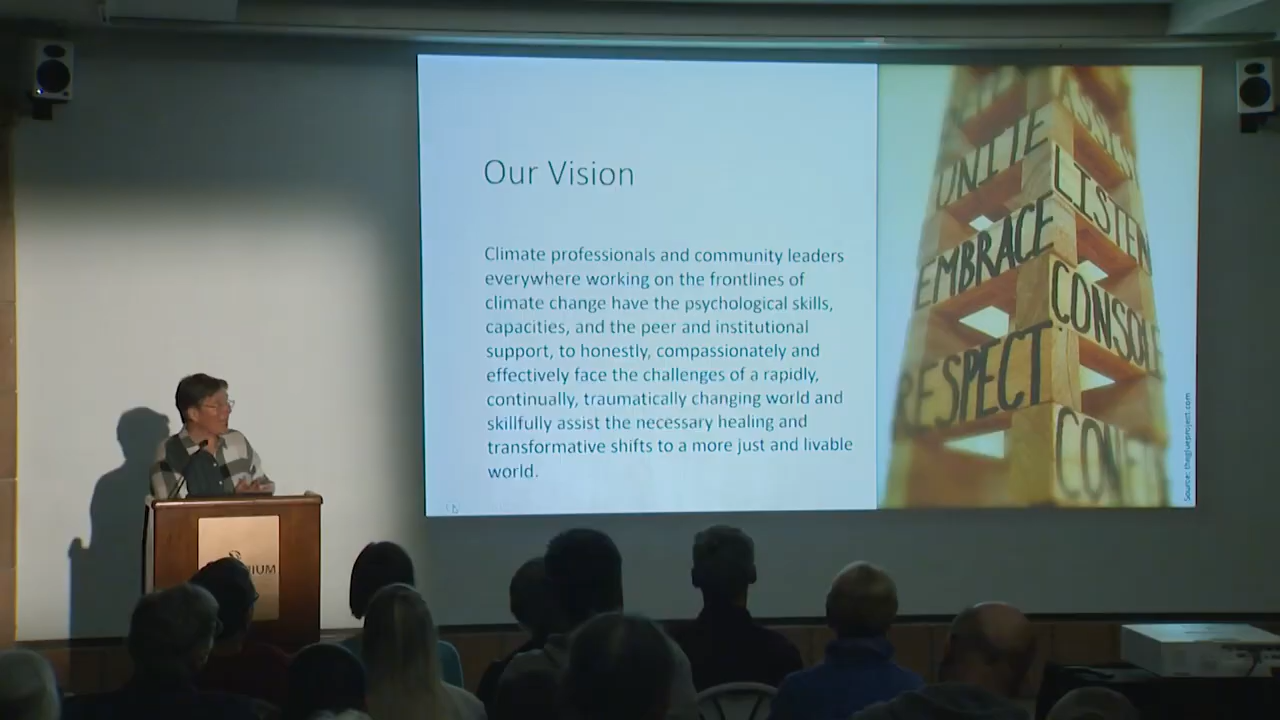 Our Vision
Climate professionals and community leaders
everywhere working on the frontlines of
climate change have the psychological skills,
capacities, and the peer and institutional
support, to honestly, compassionately and
effectively face the challenges of a rapidly,
continually, traumatically changing world and
skillfully assist the necessary healing and
transformative shifts to a more just and livable
world.
ASSIST
UNITE
LISTEN
EMBRACE
CONSOLE
RESPECT